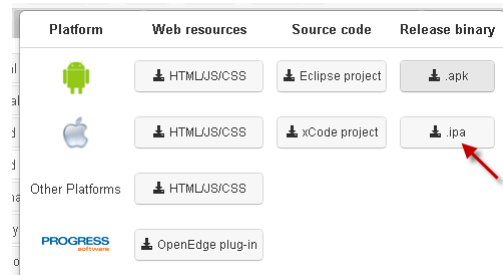 Platform Web resources Source code Release binary
HTML/JS/CSS Eclipse project .apk
HTML/JS/CSS xCode project .ipa
Other Platforms HTML/JS/CSS
PROGRESS software OpenEdge plug-in